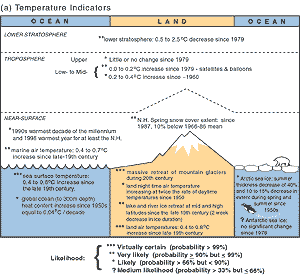 (a) Temperature Indicators
OCEAN LAND OCEAN
LOWER STRATOSPHERE
** lower stratosphere: 0.5 to 2.5°C decrease since 1979
TROPOSPHERE
Upper * Little or no change since 1979
Low- to Mid- ** 0.0 to 0.2°C increase since 1979 - satellites & balloons
* 0.2 to 0.4°C increase since ~1960
NEAR-SURFACE
** N.H. Spring snow cover extent: since
1987, 10% below 1966-86 mean
* 1990s warmest decade of the millennium
and 1998 warmest year for at least the N.H.
** marine air temperature: 0.4 to 0.7°C
increase since late-19th century
** sea surface temperature:
0.4 to 0.8°C increase since
the late 19th century.
* global ocean (to 300m depth)
heat content increase since 1950s
equal to 0.04°C / decade
*** massive retreat of mountain glaciers
during 20th century
** land night time air temperature
increasing at twice the rate of daytime
temperatures since 1950
** lake and river ice retreat at mid and high
latitudes since the late 19th century (2 week
decrease in ice duration)
*** land air temperatures: 0.4 to 0.8°C
increase since late 19th century
** Arctic sea ice: summer
thickness decrease of 40%
and 10 to 15% decrease in
extent during spring and
summer since
1950s
? Antarctic sea ice: no
significant change
since 1978
Likelihood:
*** Virtually certain (probability > 99%)
** Very likely (probability ≥ 90% but ≤ 99%)
* Likely (probability > 66% but < 90%)
? Medium likelihood (probability > 33% but ≤ 66%)